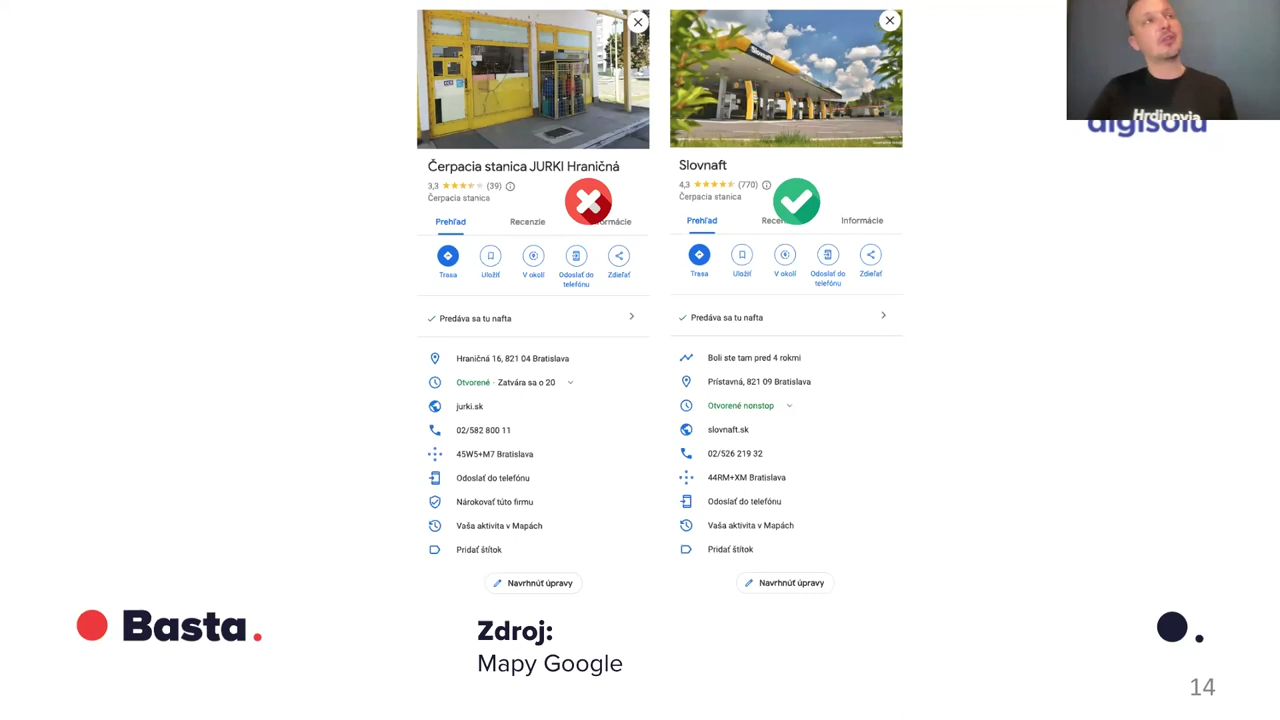 Čerpacia stanica JURKI Hraničná
3,3 (39)
Čerpacia stanica
Prehľad Recenzie
Trasa Uložiť V okolí Odoslať do telefónu Zdieľať
Predáva sa tu nafta
Hraničná 16, 821 04 Bratislava
Otvorené · Zatvára sa o 20
jurki.sk
02/582 800 11
45W5+M7 Bratislava
Odoslať do telefónu
Nárokovať túto firmu
Vaša aktivita v Mapách
Pridať štítok
Navrhnúť úpravy
Slovnaft
Slovnaft
4,3 (770)
Čerpacia stanica
Prehľad Informácie
Trasa Uložiť V okolí Odoslať do telefónu Zdieľať
Predáva sa tu nafta
Boli ste tam pred 4 rokmi
Prístavná, 821 09 Bratislava
Otvorené nonstop
slovnaft.sk
02/526 219 32
44RM+XM Bratislava
Odoslať do telefónu
Vaša aktivita v Mapách
Pridať štítok
Navrhnúť úpravy
Hrdinovia
Basta.
Zdroj:
Mapy Google
14